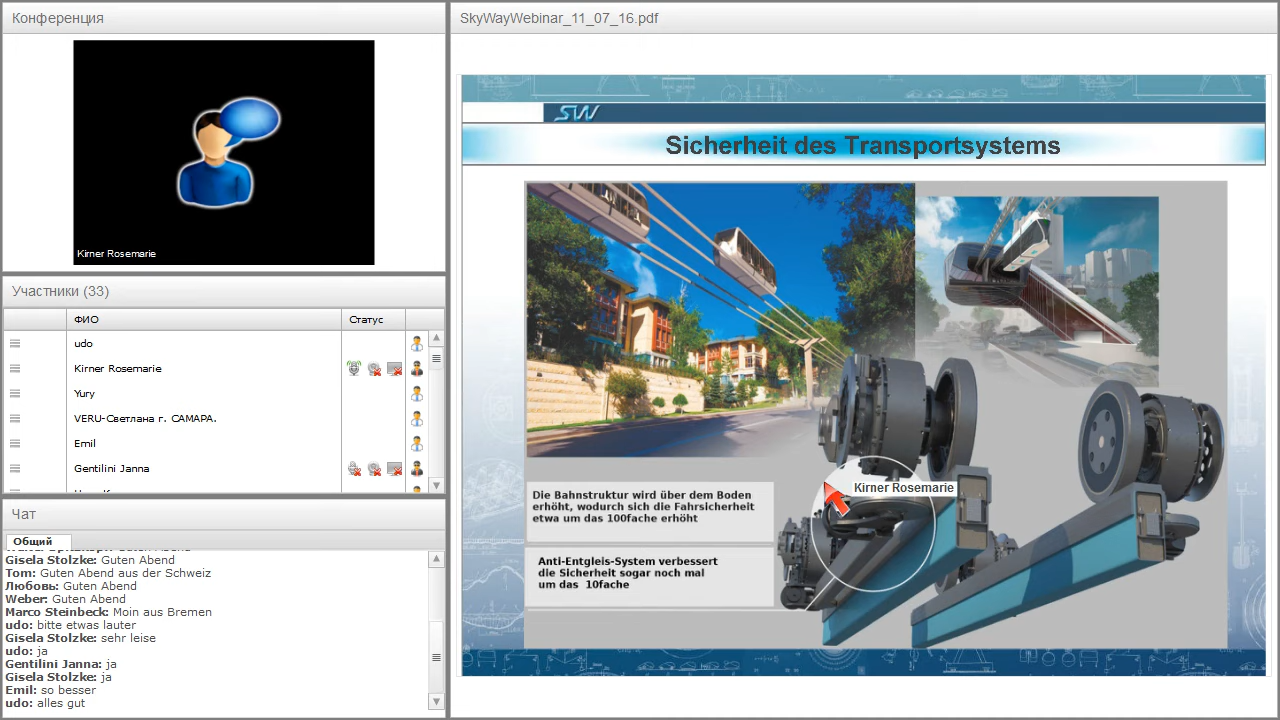 Конференция
Kirner Rosemarie
Участники (33)
ФИО
Статус
udo
Kirner Rosemarie
Yury
VERU-Светлана г. САМАРА.
Emil
Gentilini Janna
Чат
Общий
Gisela Stolzke: Guten Abend
Tom: Guten Abend aus der Schweiz
Любовь: Guten Abend
Weber: Guten Abend
Marco Steinbeck: Moin aus Bremen
udo: bitte etwas lauter
Gisela Stolzke: sehr leise
udo: ja
Gentilini Janna: ja
Gisela Stolzke: ja
Emil: so besser
udo: alles gut
SkyWayWebinar_11_07_16.pdf
SW
Sicherheit des Transportsystems
Kirner Rosemarie
Die Bahnstruktur wird über dem Boden
erhöht, wodurch sich die Fahrsicherheit
etwa um das 100fache erhöht
Anti-Entgleis-System verbessert
die Sicherheit sogar noch mal
um das 10fache